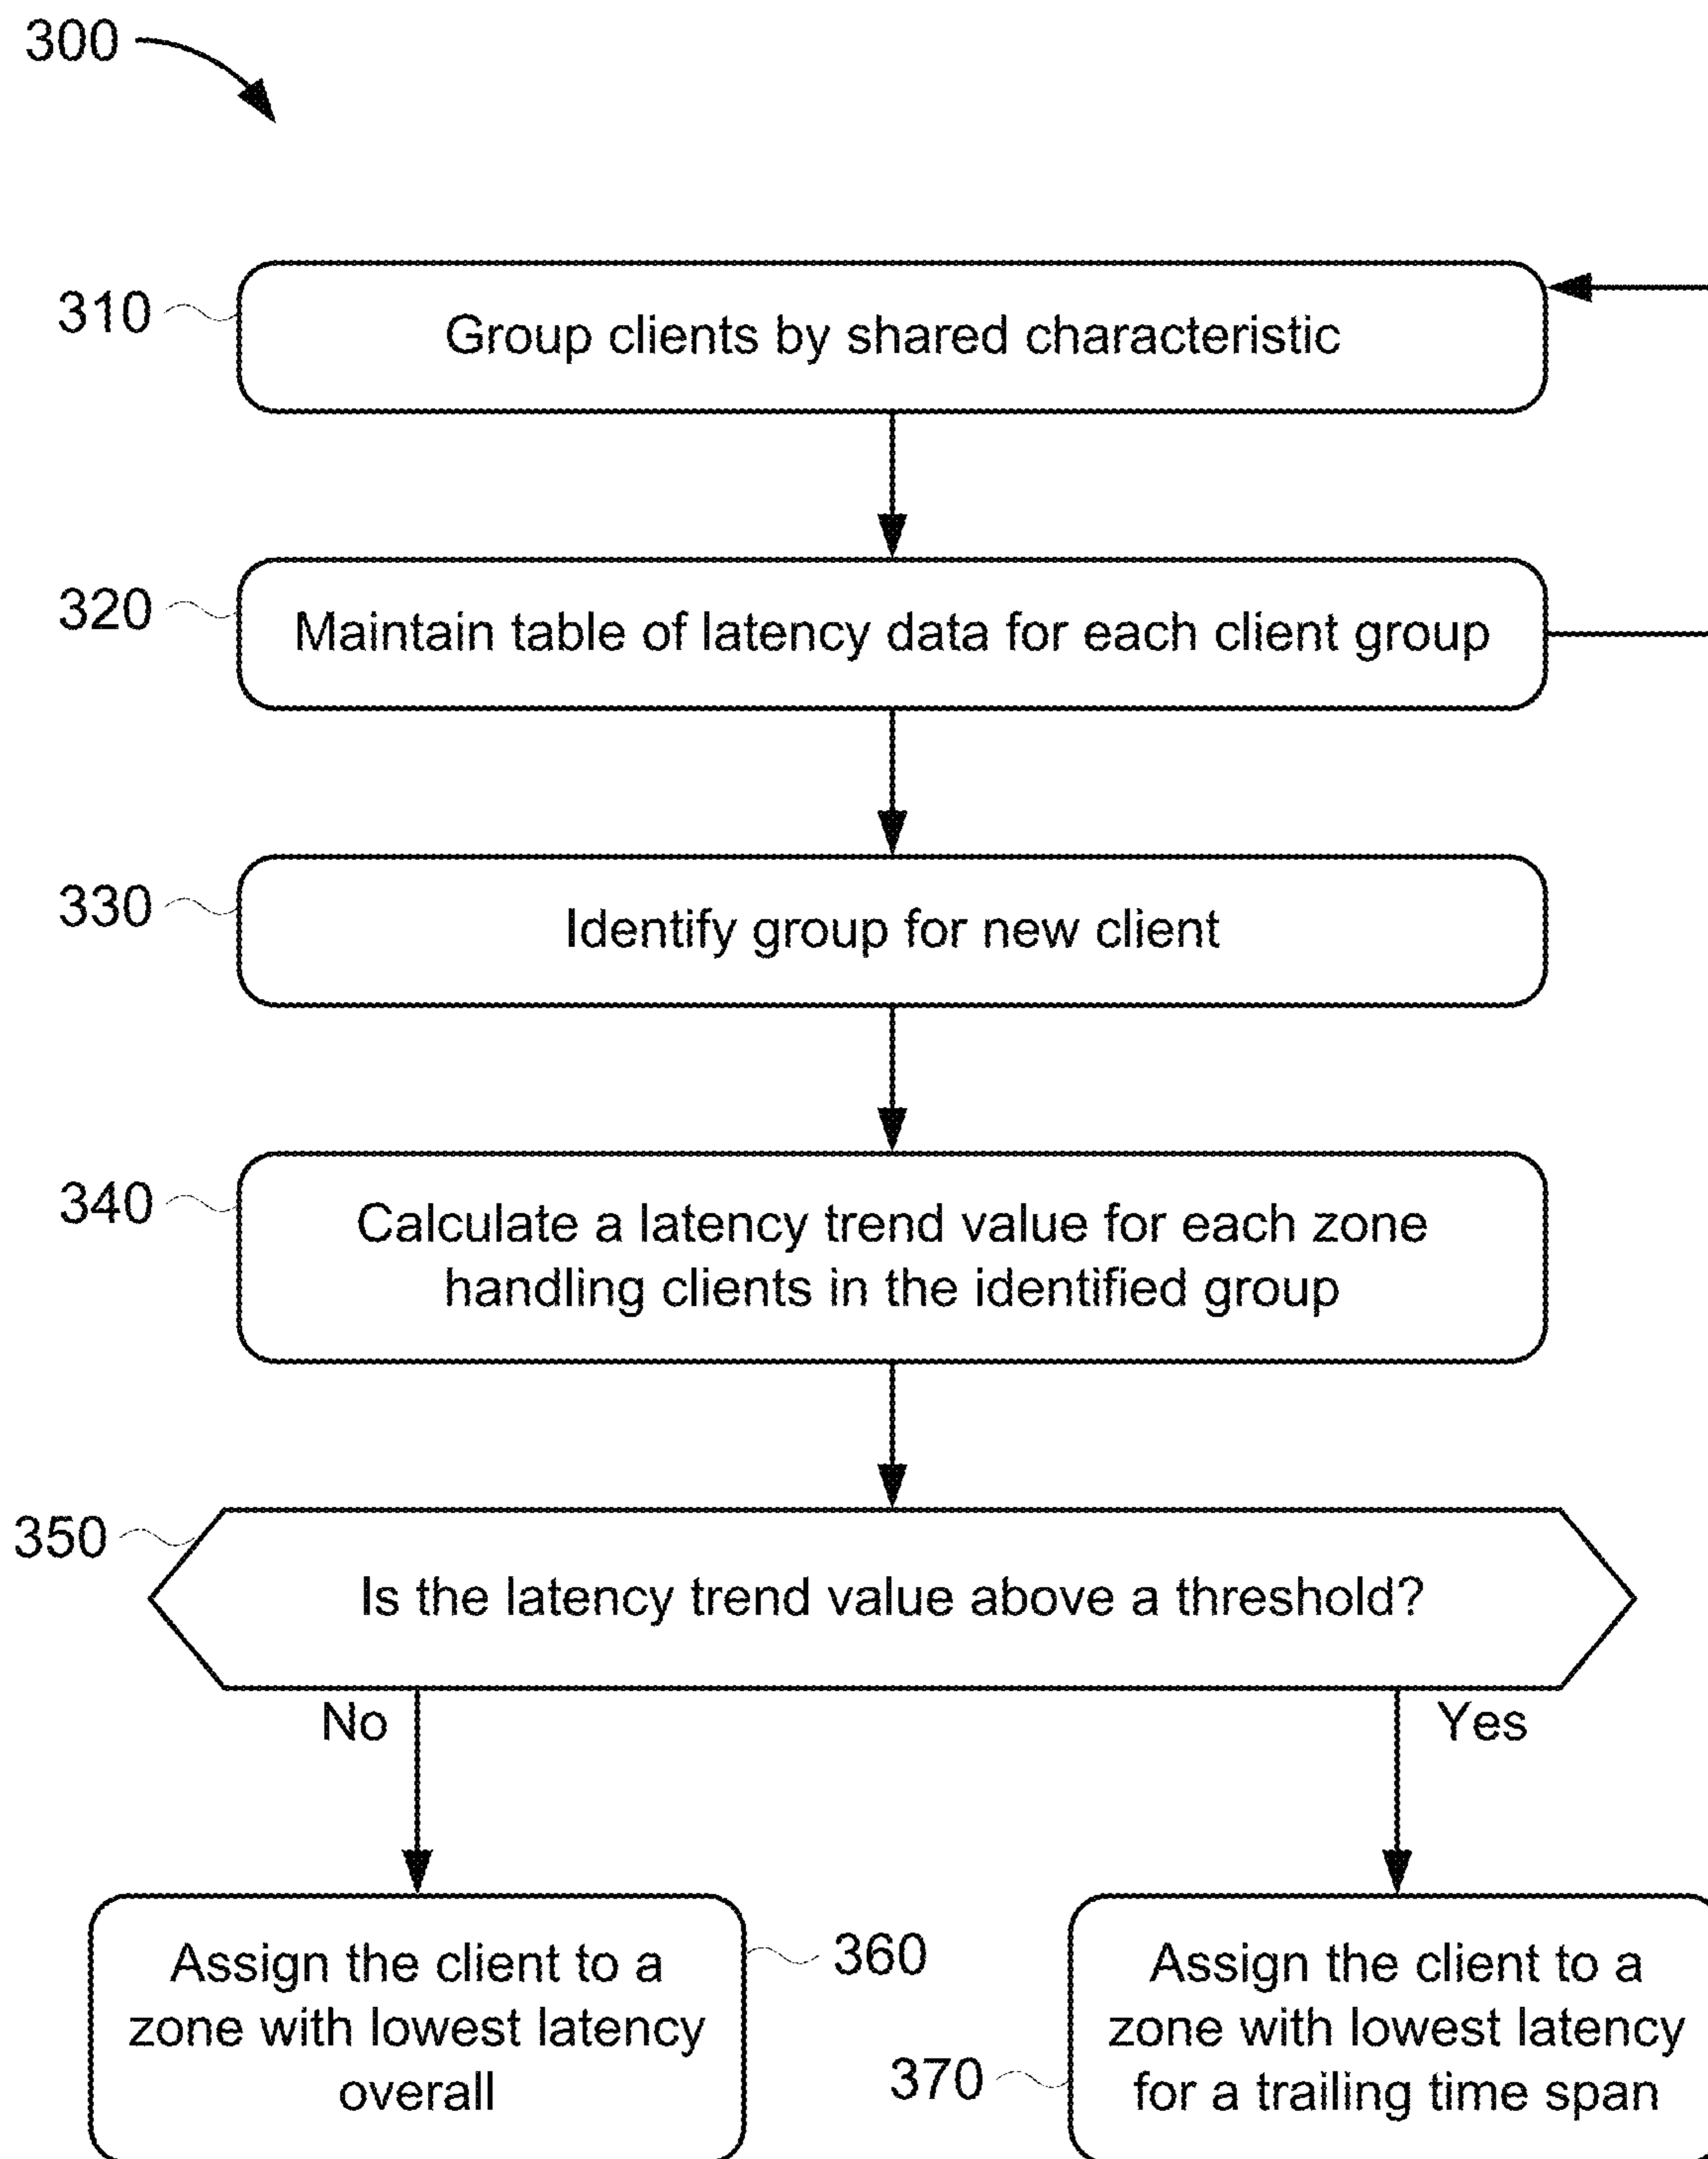 300
310
Group clients by shared characteristic
320
Maintain table of latency data for each client group
330
Identify group for new client
340
Calculate a latency trend value for each zone
handling clients in the identified group
350
Is the latency trend value above a threshold?
No
Yes
Assign the client to a
zone with lowest latency
overall
360
370
Assign the client to a
zone with lowest latency
for a trailing time span